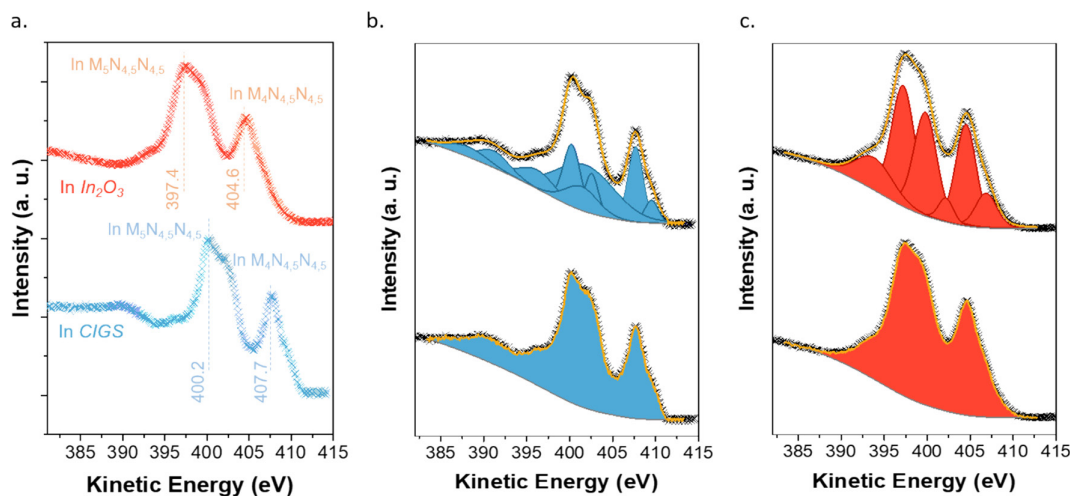 a.
b.
c.
In M₅N₄,₅N₄,₅
In M₄N₄,₅N₄,₅
397.4
404.6
In In₂O₃
In M₅N₄,₅N₄,₅
In M₄N₄,₅N₄,₅
In CIGS
400.2
407.7
Intensity (a. u.)
385 390 395 400 405 410 415
Kinetic Energy (eV)
Intensity (a. u.)
385 390 395 400 405 410 415
Kinetic Energy (eV)
Intensity (a. u.)
385 390 395 400 405 410 415
Kinetic Energy (eV)